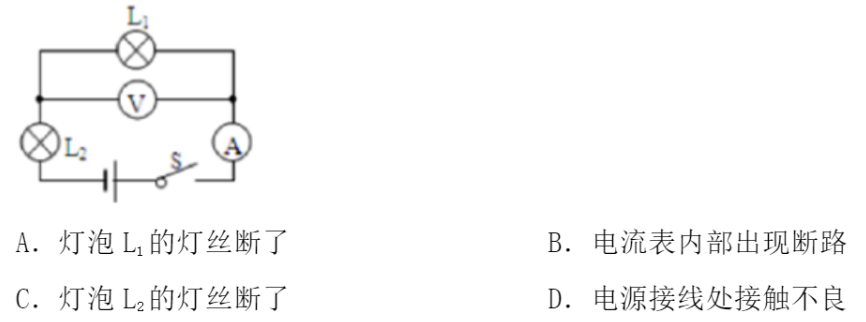 L₁
V
L₂
A
S
A．灯泡 L₁的灯丝断了
B．电流表内部出现断路
C．灯泡 L₂的灯丝断了
D．电源接线处接触不良